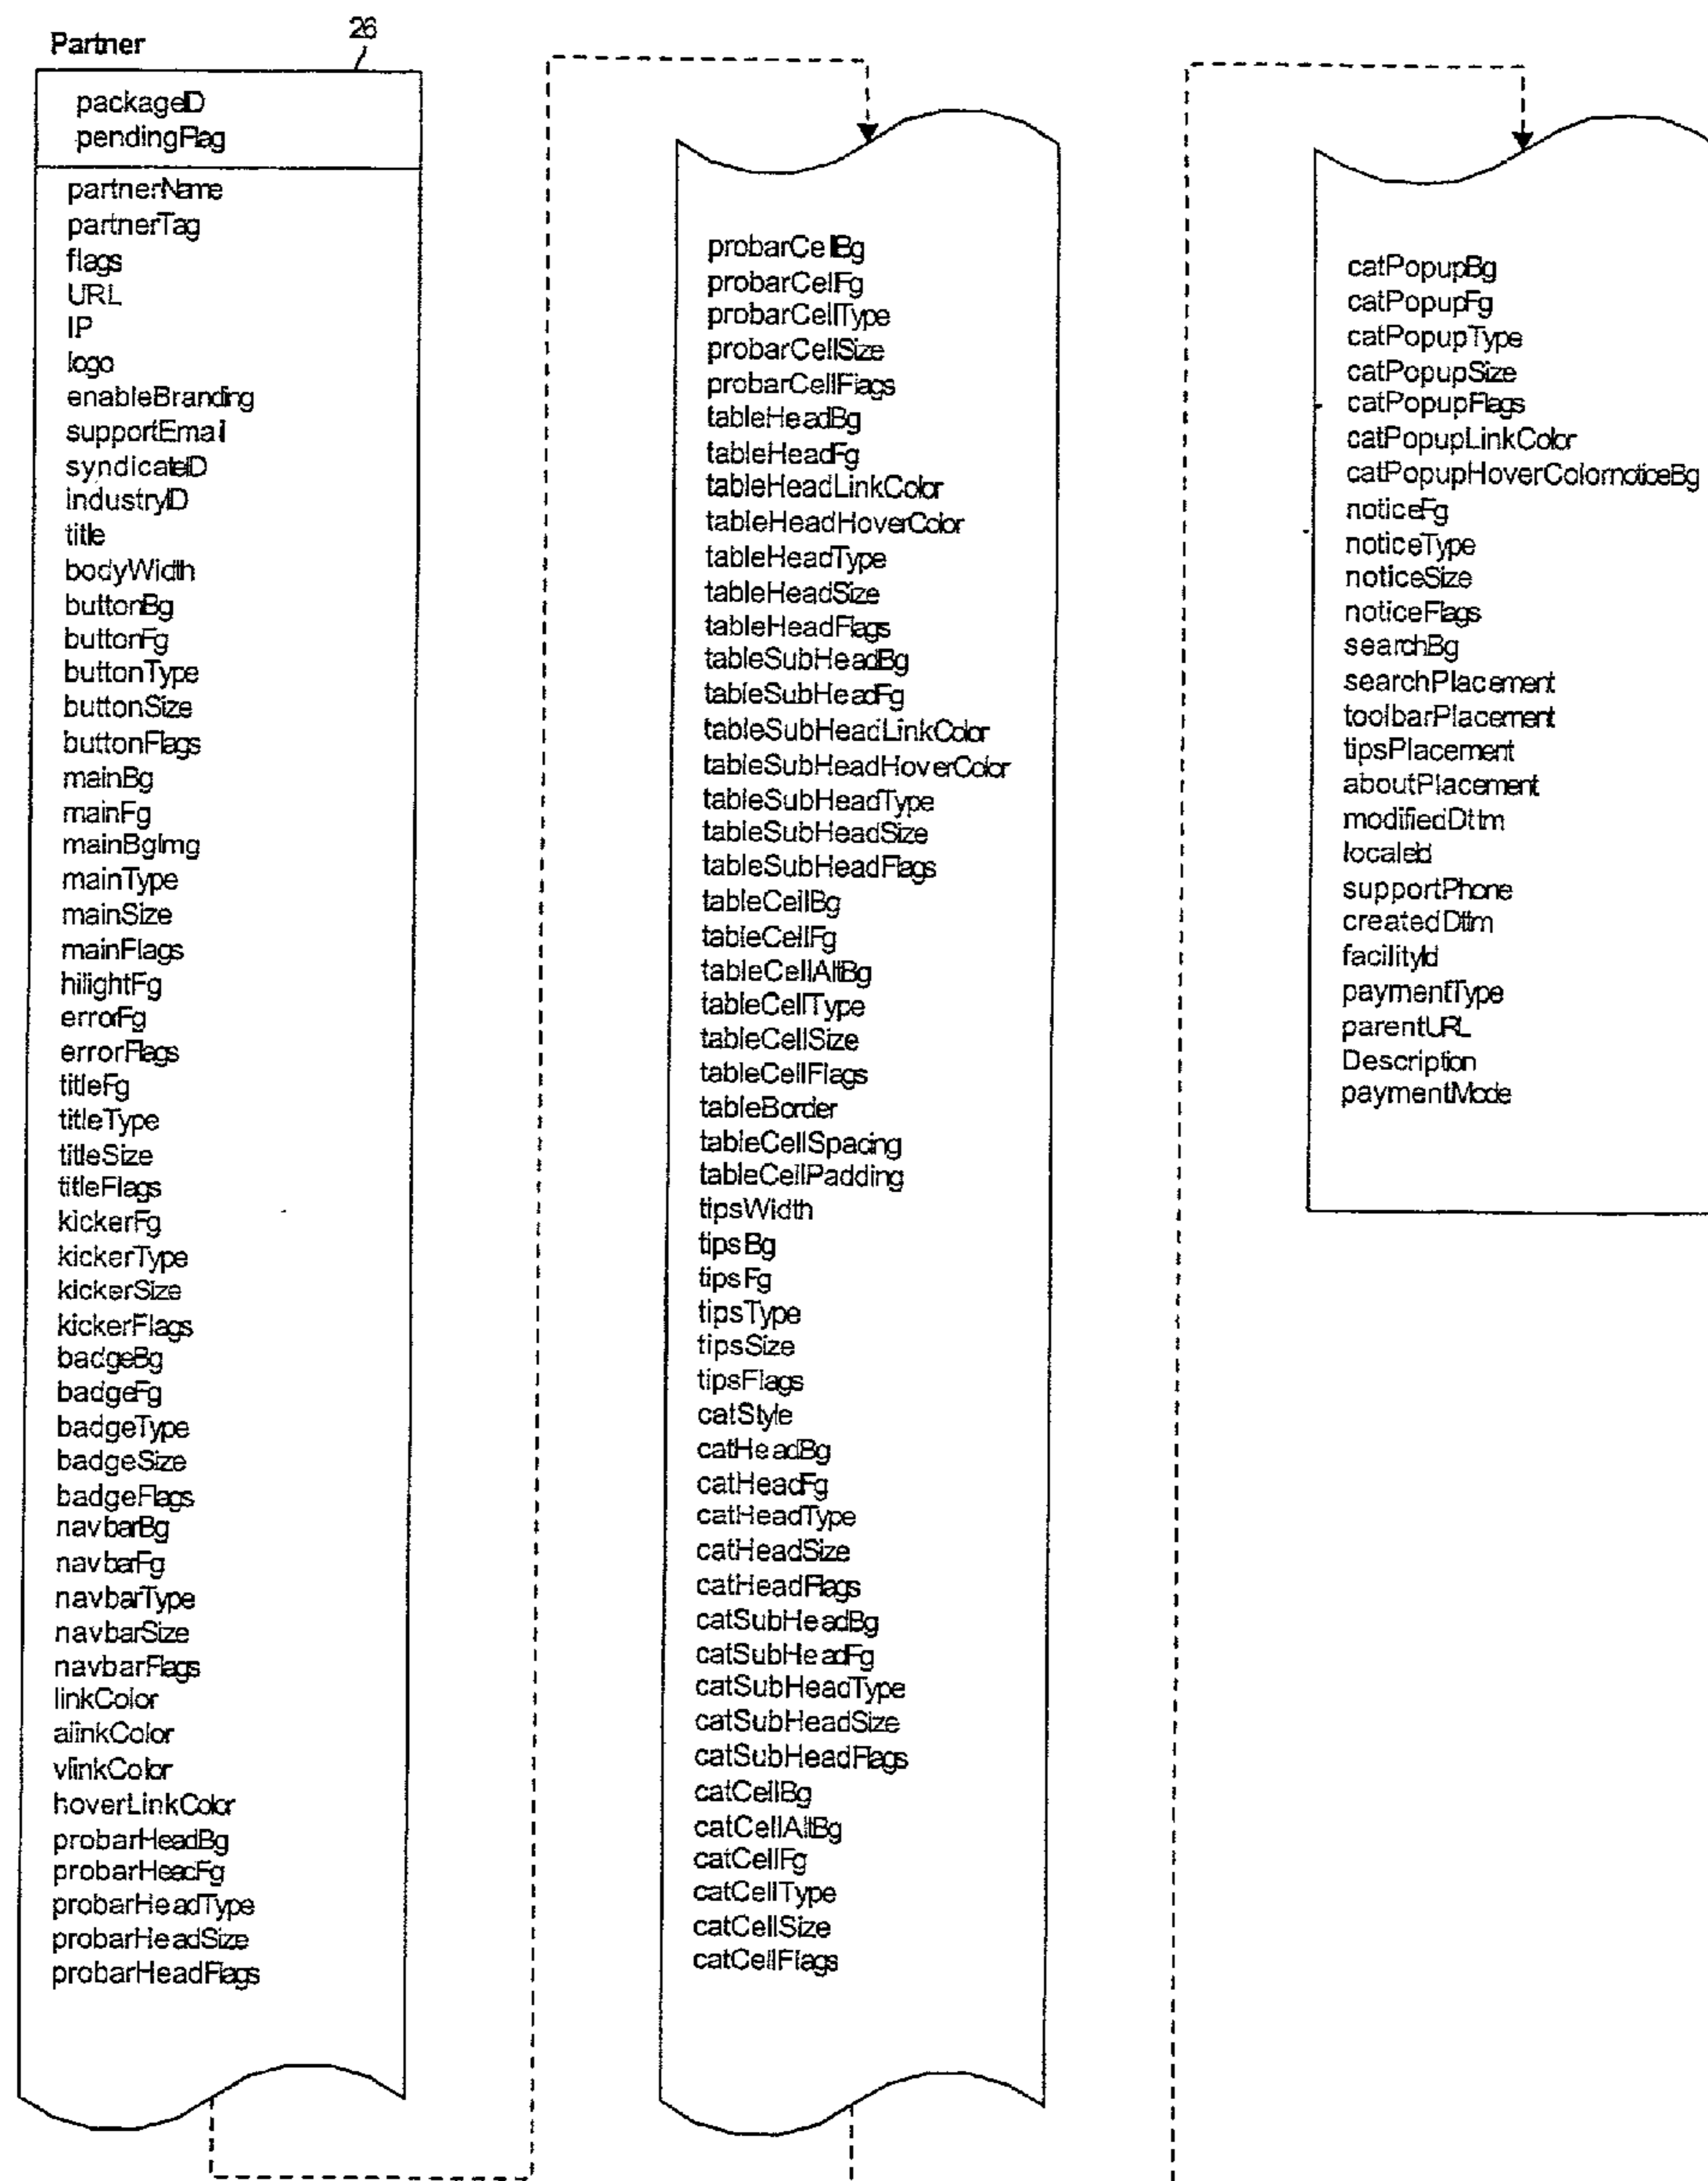 Partner
26
packageID
pendingFlag
partnerName
partnerTag
flags
URL
IP
logo
enableBranding
supportEmail
syndicateID
industryID
title
bodyWidth
buttonBg
buttonFg
buttonType
buttonSize
buttonFlags
mainBg
mainFg
mainBgImg
mainType
mainSize
mainFlags
hilightFg
errorFg
errorFlags
titleFg
titleType
titleSize
titleFlags
kickerFg
kickerType
kickerSize
kickerFlags
badgeBg
badgeFg
badgeType
badgeSize
badgeFlags
navbarBg
navbarFg
navbarType
navbarSize
navbarFlags
linkColor
alinkColor
vlinkColor
hoverLinkColor
probarHeadBg
probarHeadFg
probarHeadType
probarHeadSize
probarHeadFlags
probarCellBg
probarCellFg
probarCellType
probarCellSize
probarCellFlags
tableHeadBg
tableHeadFg
tableHeadLinkColor
tableHeadHoverColor
tableHeadType
tableHeadSize
tableHeadFlags
tableSubHeadBg
tableSubHeadFg
tableSubHeadLinkColor
tableSubHeadHoverColor
tableSubHeadType
tableSubHeadSize
tableSubHeadFlags
tableCellBg
tableCellFg
tableCellAltBg
tableCellType
tableCellSize
tableCellFlags
tableBorder
tableCellSpacing
tableCellPadding
tipsWidth
tipsBg
tipsFg
tipsType
tipsSize
tipsFlags
catStyle
catHeadBg
catHeadFg
catHeadType
catHeadSize
catHeadFlags
catSubHeadBg
catSubHeadFg
catSubHeadType
catSubHeadSize
catSubHeadFlags
catCellBg
catCellAltBg
catCellFg
catCellType
catCellSize
catCellFlags
catPopupBg
catPopupFg
catPopupType
catPopupSize
catPopupFlags
catPopupLinkColor
catPopupHoverColornoticeBg
noticeFg
noticeType
noticeSize
noticeFlags
searchBg
searchPlacement
toolbarPlacement
tipsPlacement
aboutPlacement
modifiedDttm
localeId
supportPhone
createdDttm
facilityId
paymentType
parentURL
Description
paymentMode